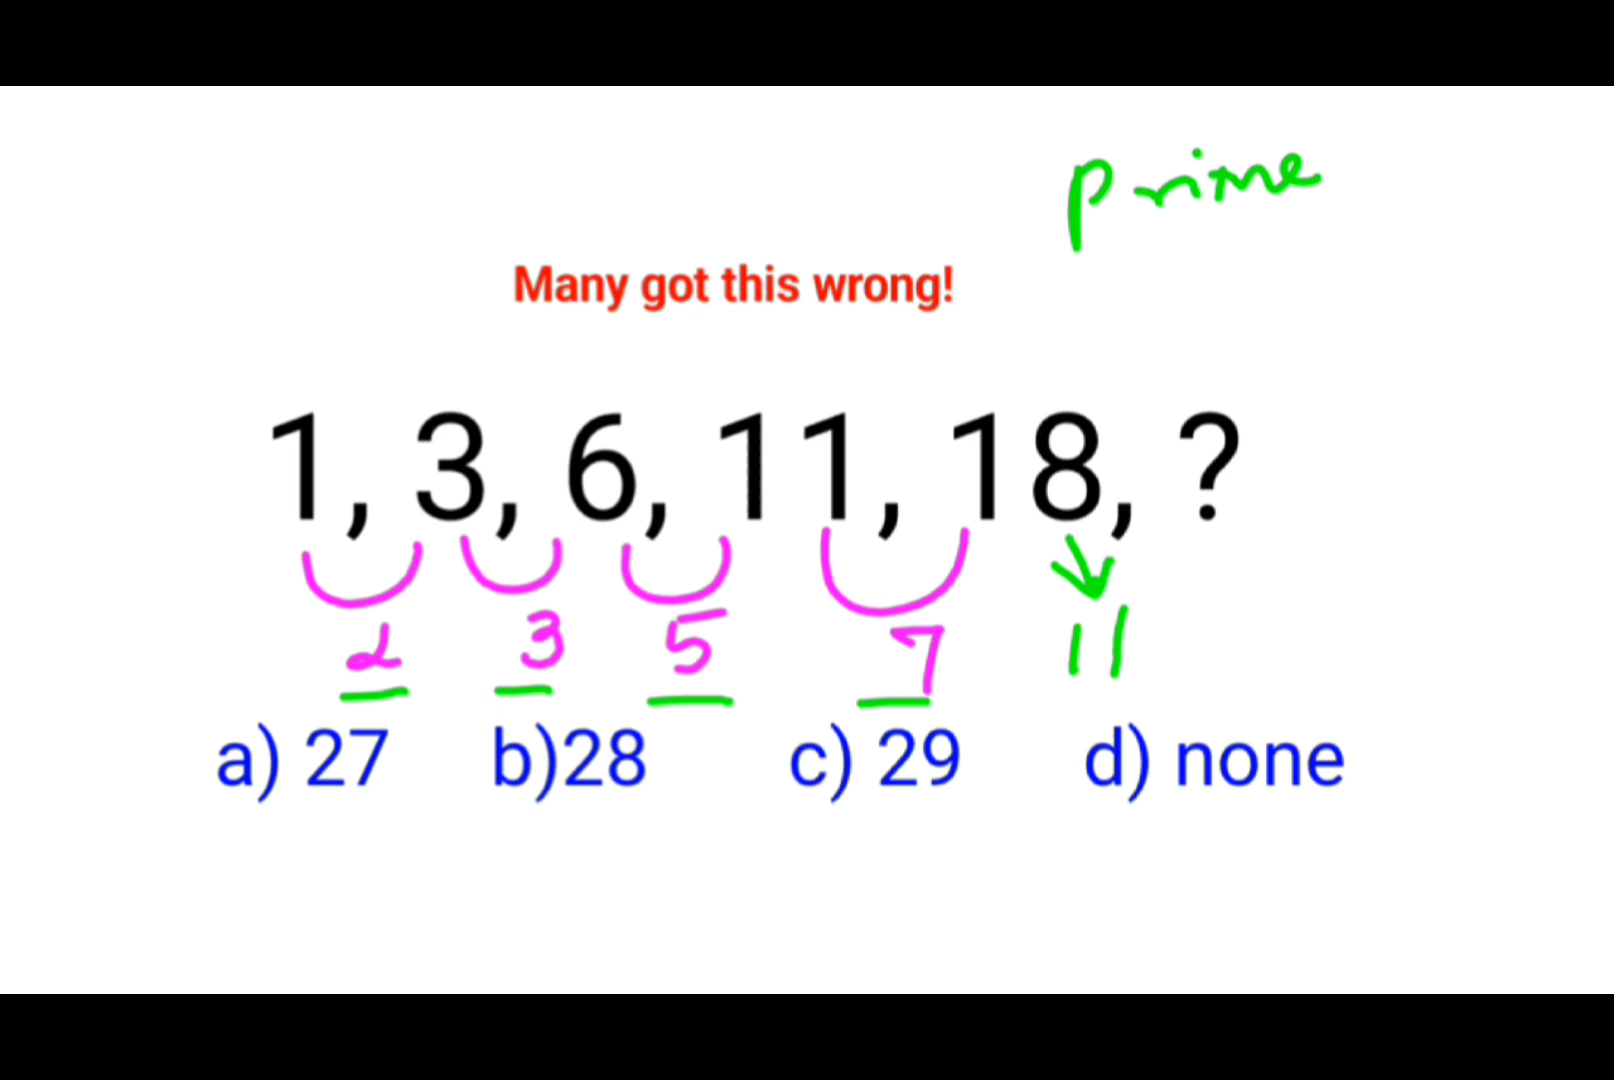 prime
Many got this wrong!
1, 3, 6, 11, 18, ?
2 3 5 7 11
a) 27 b)28 c) 29 d) none